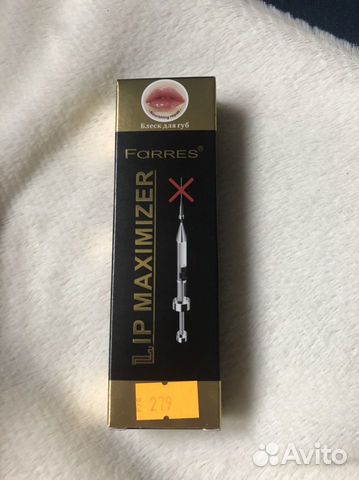 Блеск для губ
FARRES®
LIP MAXIMIZER
279
Avito